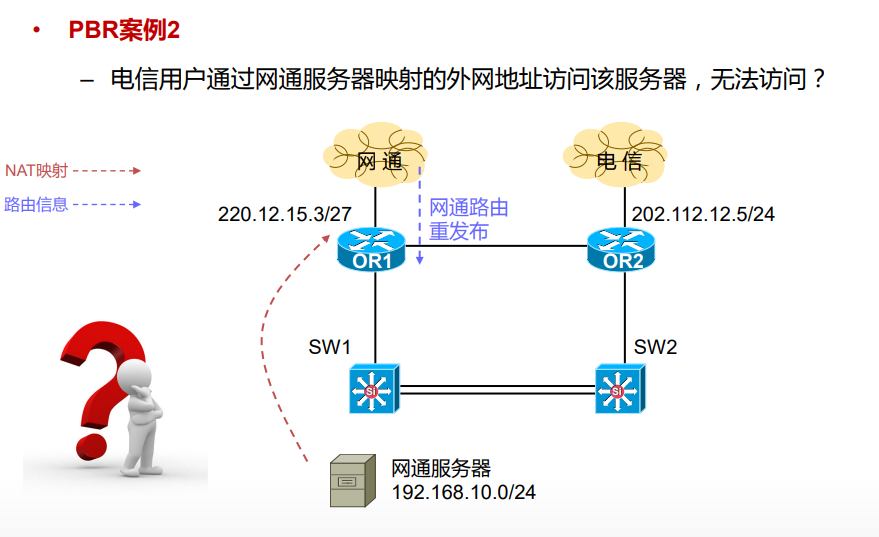 • PBR案例2
– 电信用户通过网通服务器映射的外网地址访问该服务器，无法访问？
网通
电信
NAT映射
路由信息
220.12.15.3/27
网通路由
重发布
202.112.12.5/24
OR1
OR2
SW1
SW2
Si
Si
网通服务器
192.168.10.0/24